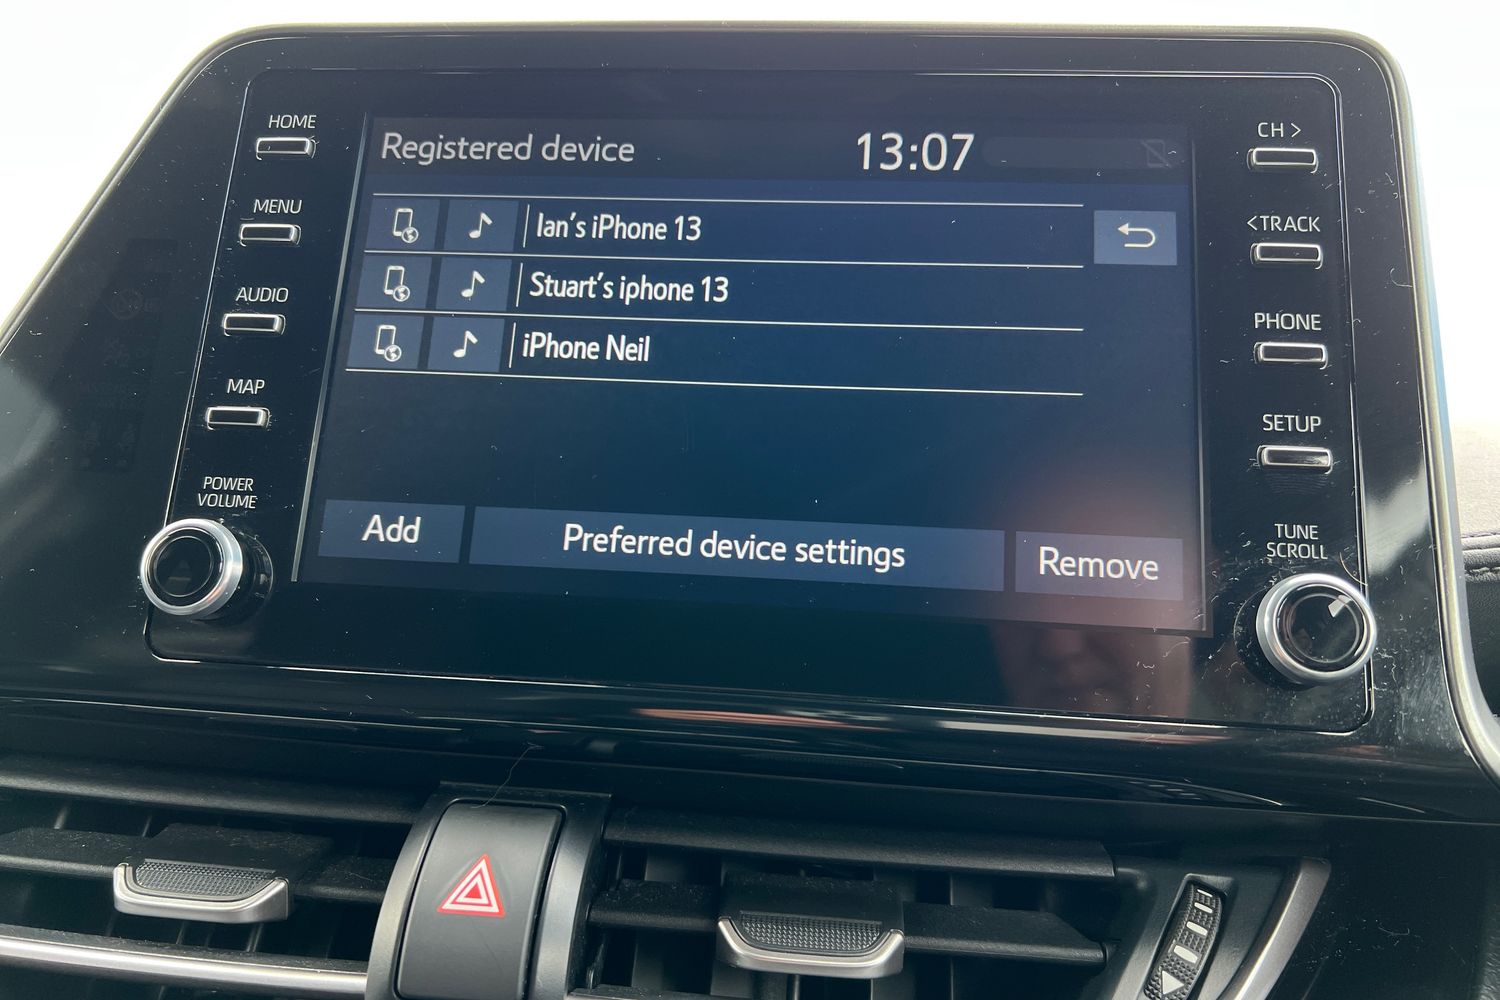 HOME
MENU
AUDIO
MAP
POWER
VOLUME
Registered device
13:07
Ian's iPhone 13
Stuart's iphone 13
iPhone Neil
Add
Preferred device settings
Remove
CH >
<TRACK
PHONE
SETUP
TUNE
SCROLL